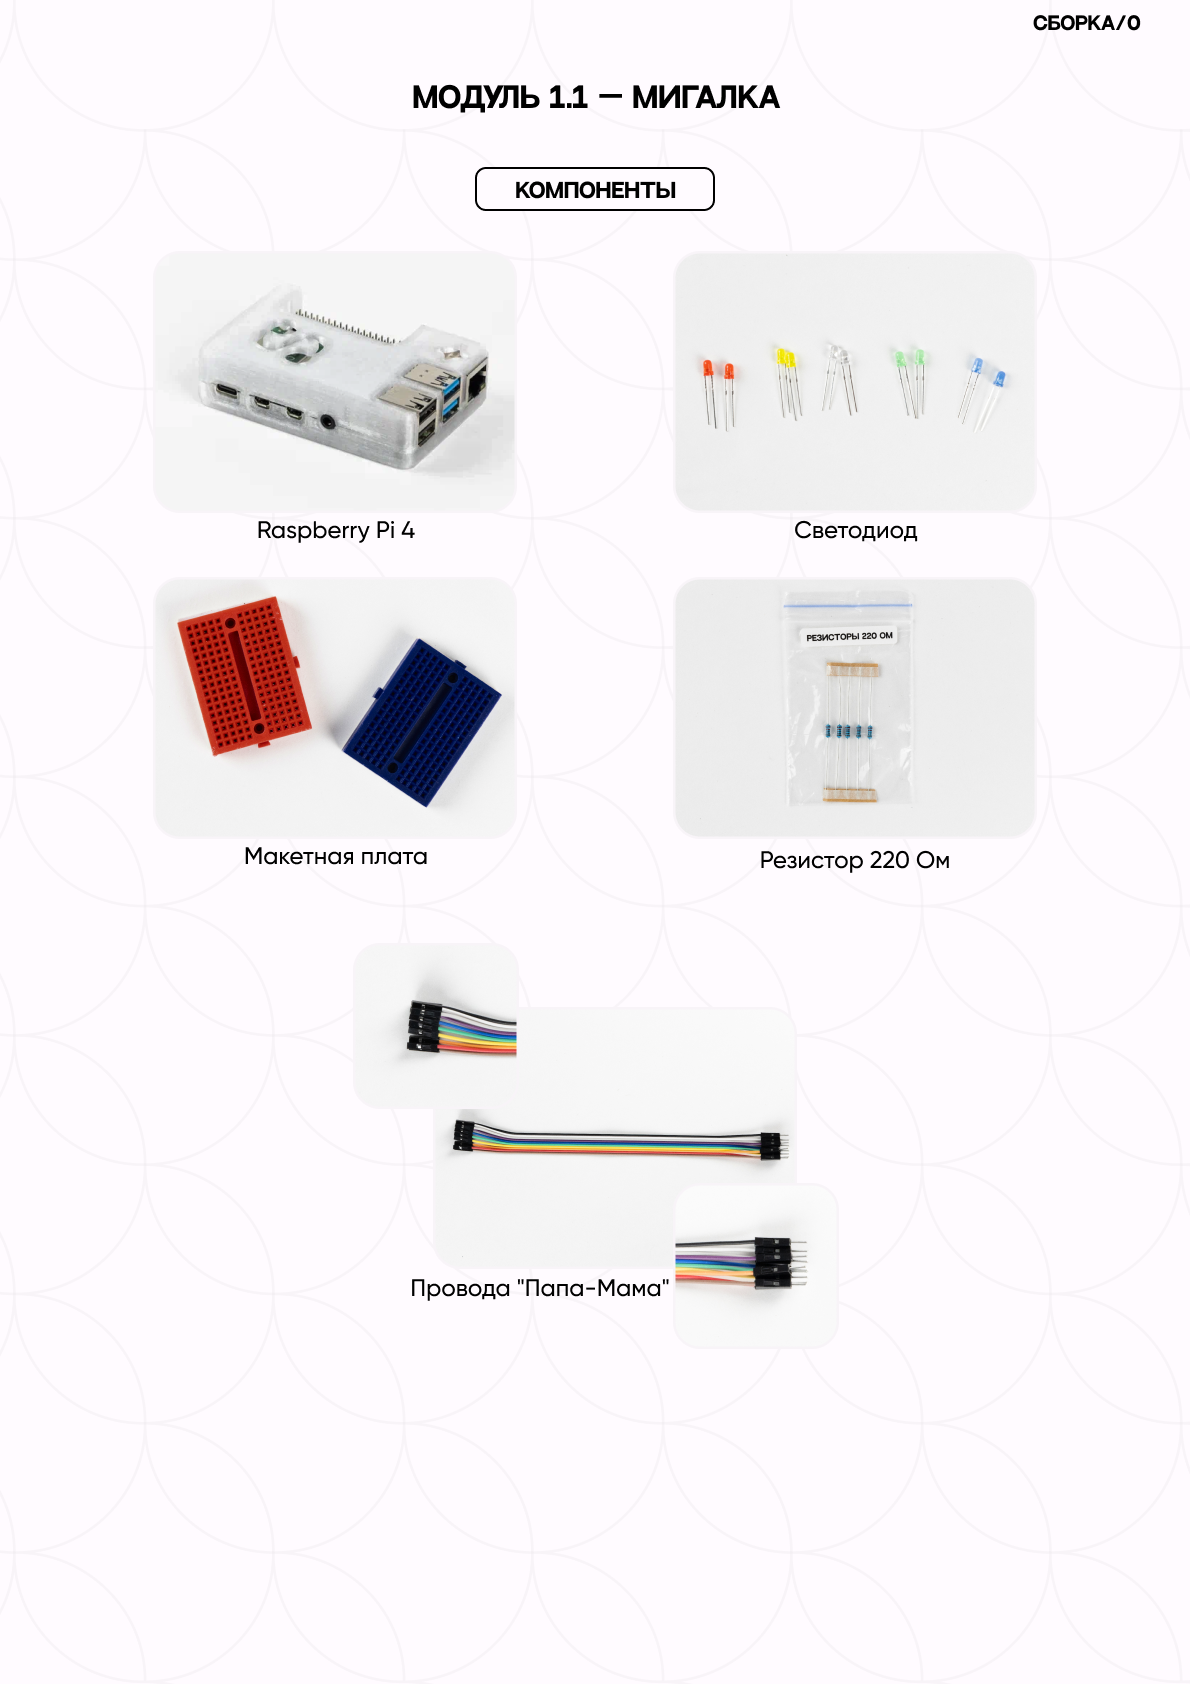 СБОРКА/0
МОДУЛЬ 1.1 — МИГАЛКА
КОМПОНЕНТЫ
Raspberry Pi 4
Светодиод
РЕЗИСТОРЫ 220 ОМ
Макетная плата
Резистор 220 Ом
Провода "Папа-Мама"